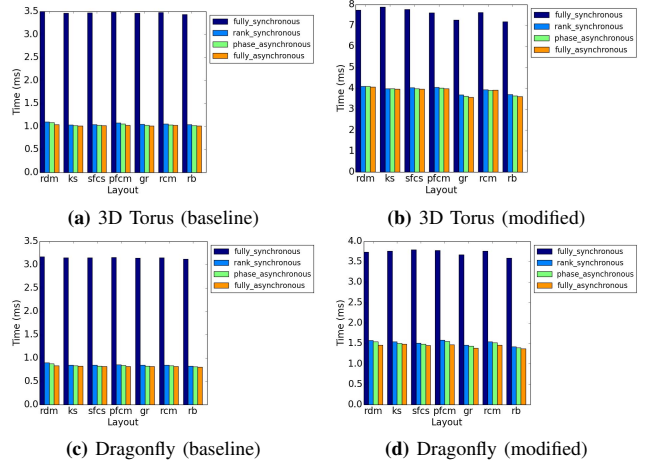 3.5
3.0
2.5
2.0
1.5
1.0
0.5
0.0
Time (ms)
rdm ks sfcs pfcm gr rcm rb
Layout
fully_synchronous
rank_synchronous
phase_asynchronous
fully_asynchronous
(a) 3D Torus (baseline)
8
7
6
5
4
3
2
1
0
Time (ms)
rdm ks sfcs pfcm gr rcm rb
Layout
fully_synchronous
rank_synchronous
phase_asynchronous
fully_asynchronous
(b) 3D Torus (modified)
3.5
3.0
2.5
2.0
1.5
1.0
0.5
0.0
Time (ms)
rdm ks sfcs pfcm gr rcm rb
Layout
fully_synchronous
rank_synchronous
phase_asynchronous
fully_asynchronous
(c) Dragonfly (baseline)
4.0
3.5
3.0
2.5
2.0
1.5
1.0
0.5
0.0
Time (ms)
rdm ks sfcs pfcm gr rcm rb
Layout
fully_synchronous
rank_synchronous
phase_asynchronous
fully_asynchronous
(d) Dragonfly (modified)